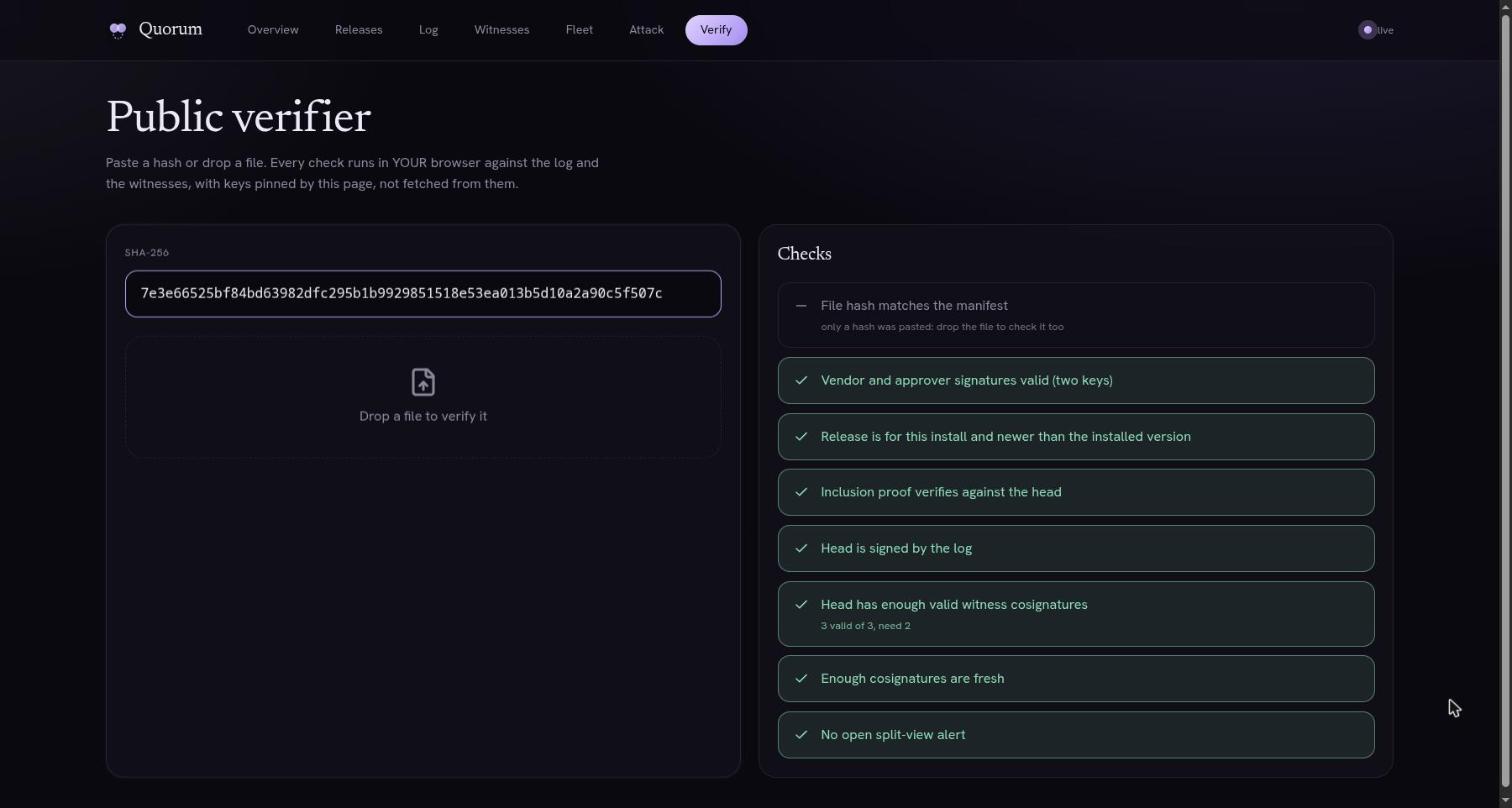 Quorum
Overview
Releases
Log
Witnesses
Fleet
Attack
Verify
live
Public verifier
Paste a hash or drop a file. Every check runs in YOUR browser against the log and
the witnesses, with keys pinned by this page, not fetched from them.
SHA-256
7e3e66525bf84bd63982dfc295b1b9929851518e53ea013b5d10a2a90c5f507c
Drop a file to verify it
Checks
File hash matches the manifest
only a hash was pasted: drop the file to check it too
Vendor and approver signatures valid (two keys)
Release is for this install and newer than the installed version
Inclusion proof verifies against the head
Head is signed by the log
Head has enough valid witness cosignatures
3 valid of 3, need 2
Enough cosignatures are fresh
No open split-view alert